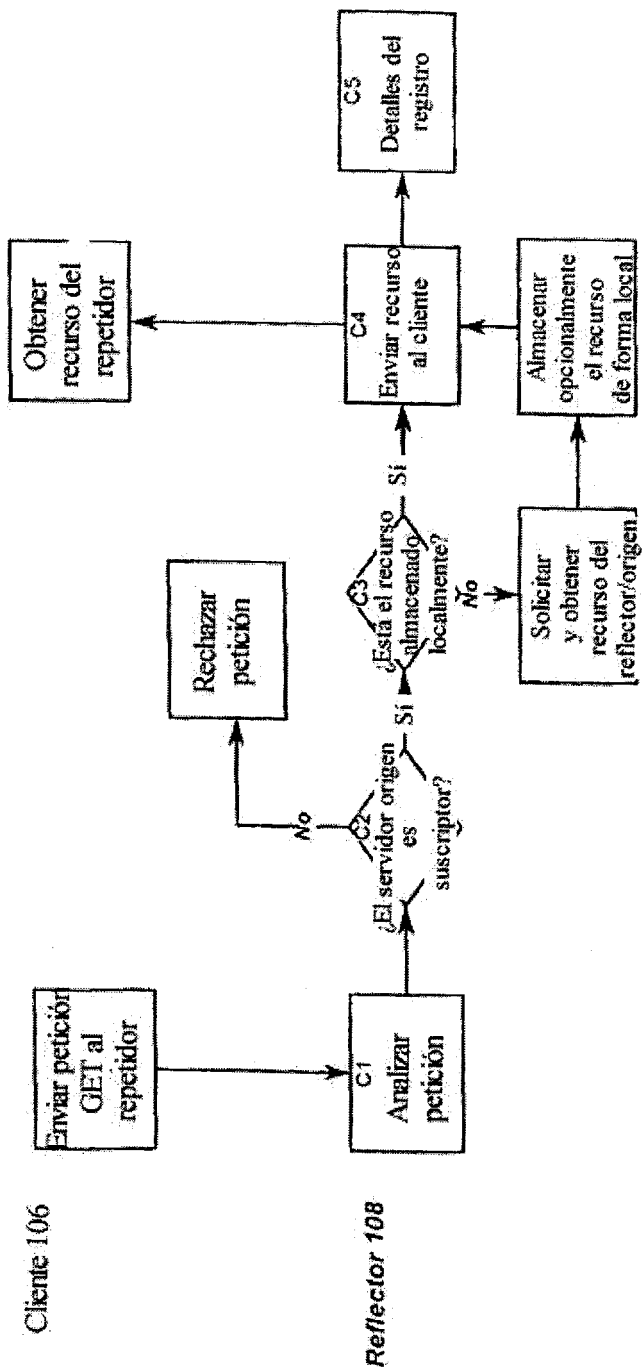 Cliente 106
Enviar petición
GET al
repetidor
Obtener
recurso del
repetidor
Rechazar
petición
Reflector 108
C1
Analizar
petición
No
C2
¿El servidor origen
es
suscriptor?
Sí
C3
¿Está el recurso
almacenado
localmente?
Sí
No
C4
Enviar recurso
al cliente
C5
Detalles del
registro
Solicitar
y obtener
recurso del
reflector/origen
Almacenar
opcionalmente
el recurso
de forma local